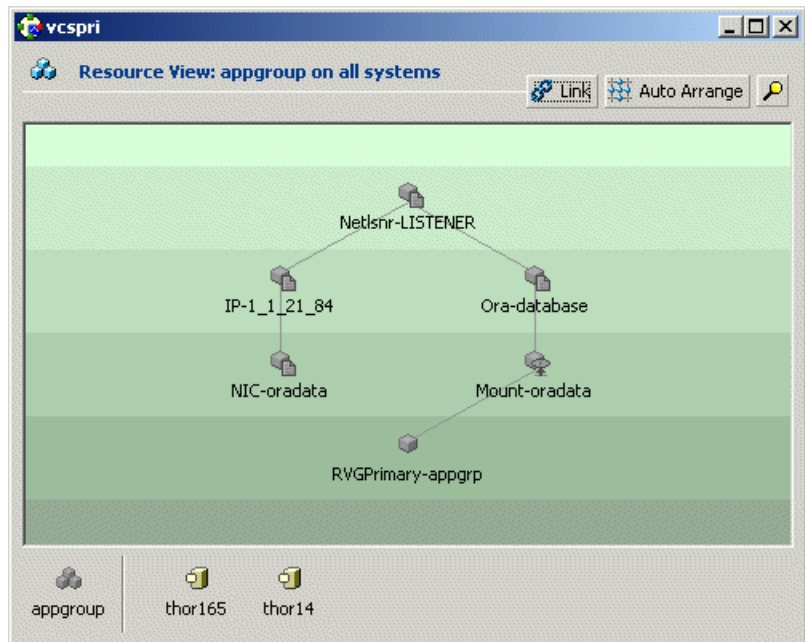 vcspri
Resource View: appgroup on all systems
Link
Auto Arrange
Netlsnr-LISTENER
IP-1_1_21_84
Ora-database
NIC-oradata
Mount-oradata
RVGPrimary-appgrp
appgroup
thor165
thor14